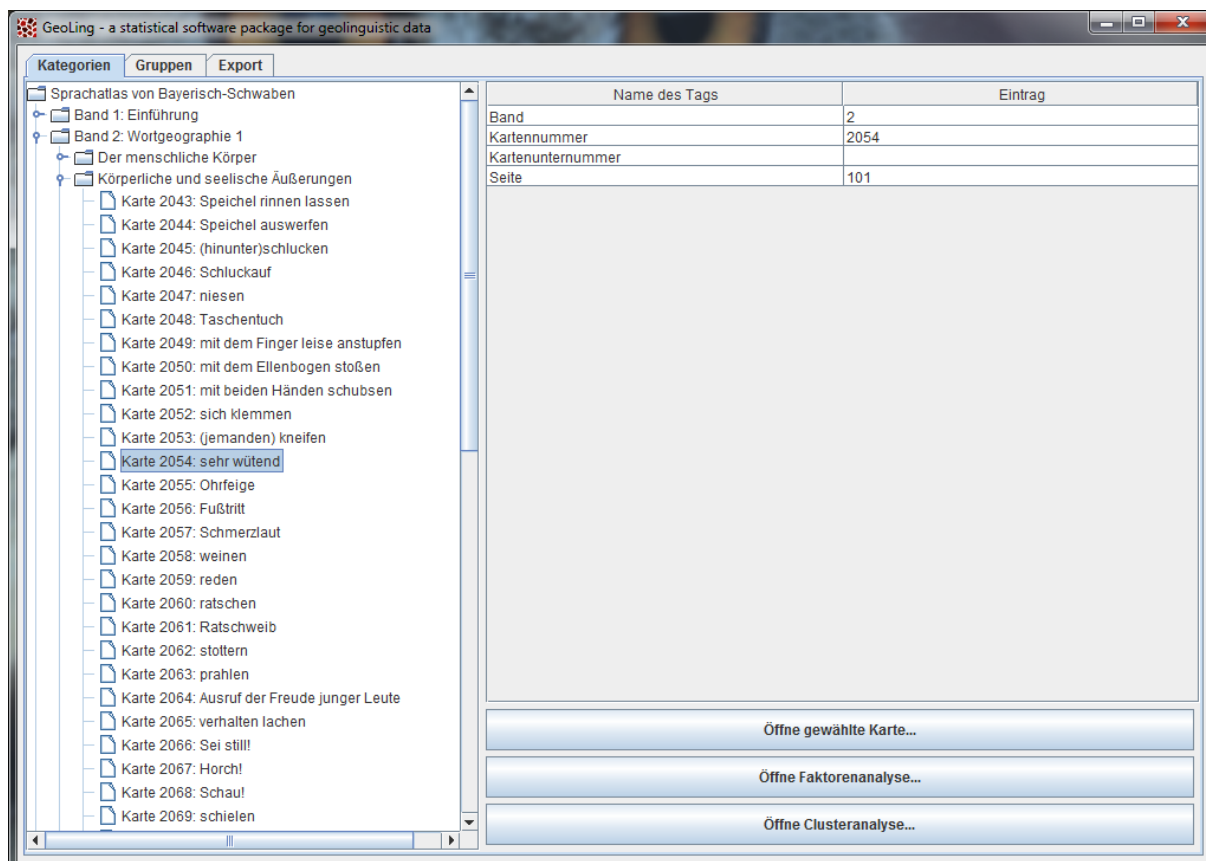 GeoLing - a statistical software package for geolinguistic data
Kategorien Gruppen Export
Sprachatlas von Bayerisch-Schwaben
Band 1: Einführung
Band 2: Wortgeographie 1
Der menschliche Körper
Körperliche und seelische Äußerungen
Karte 2043: Speichel rinnen lassen
Karte 2044: Speichel auswerfen
Karte 2045: (hinunter)schlucken
Karte 2046: Schluckauf
Karte 2047: niesen
Karte 2048: Taschentuch
Karte 2049: mit dem Finger leise anstupfen
Karte 2050: mit dem Ellenbogen stoßen
Karte 2051: mit beiden Händen schubsen
Karte 2052: sich klemmen
Karte 2053: (jemanden) kneifen
Karte 2054: sehr wütend
Karte 2055: Ohrfeige
Karte 2056: Fußtritt
Karte 2057: Schmerzlaut
Karte 2058: weinen
Karte 2059: reden
Karte 2060: ratschen
Karte 2061: Ratschweib
Karte 2062: stottern
Karte 2063: prahlen
Karte 2064: Ausruf der Freude junger Leute
Karte 2065: verhalten lachen
Karte 2066: Sei still!
Karte 2067: Horch!
Karte 2068: Schau!
Karte 2069: schielen
Name des Tags Eintrag
Band 2
Kartennummer 2054
Kartenunternummer
Seite 101
Öffne gewählte Karte...
Öffne Faktorenanalyse...
Öffne Clusteranalyse...